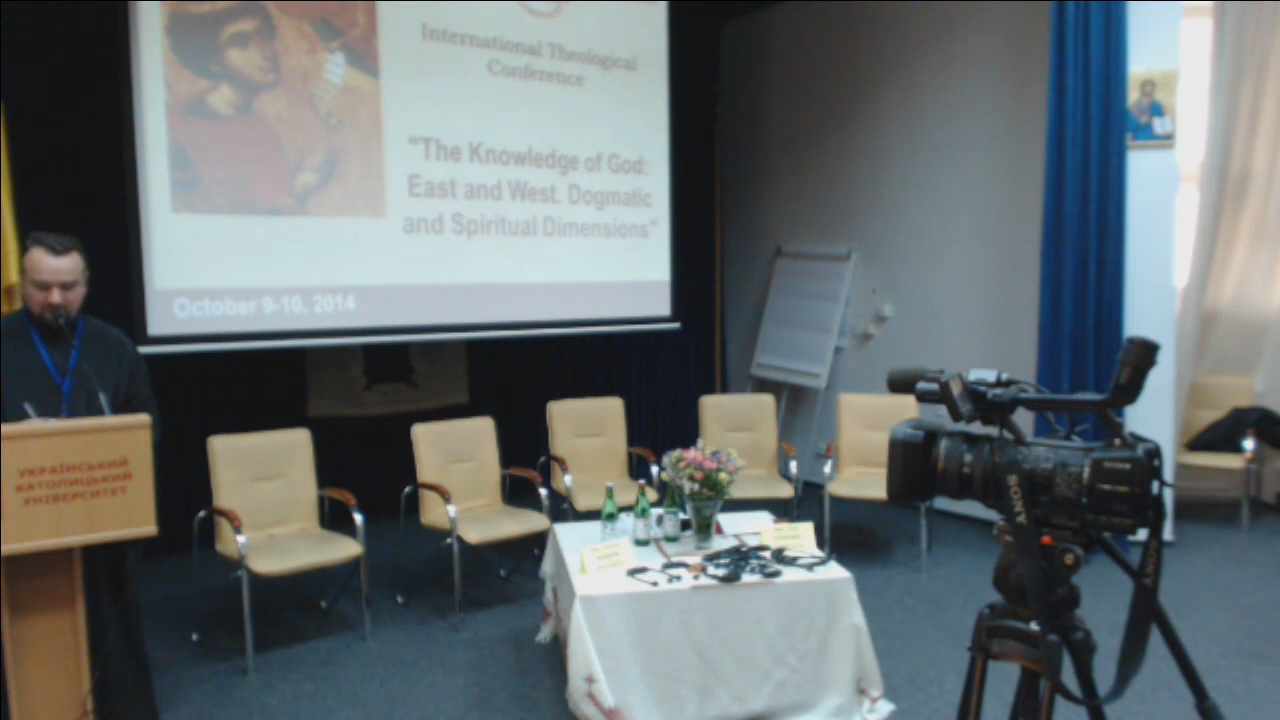 International Theological
Conference
"The Knowledge of God:
East and West. Dogmatic
and Spiritual Dimensions"
October 9-10, 2014
УКРАЇНСЬКИЙ
КАТОЛИЦЬКИЙ
УНІВЕРСИТЕТ
SONY